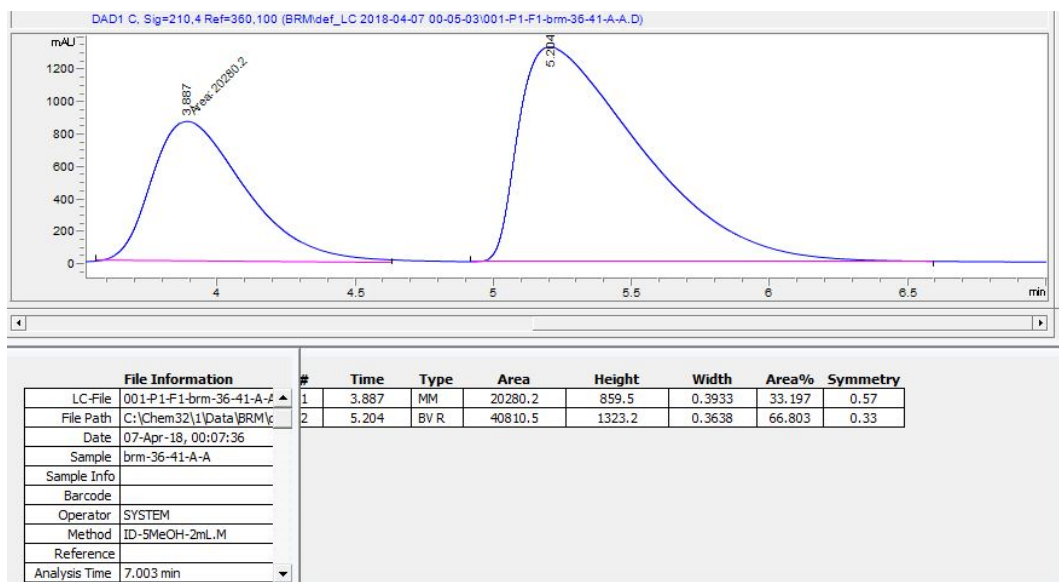 DAD1 C, Sig=210,4 Ref=360,100 (BRM\def_LC 2018-04-07 00-05-03\001-P1-F1-brm-36-41-A-A.D)
mAU
1200
1000
800
600
400
200
0
3.887
Area: 20280.2
5.204
4 4.5 5 5.5 6 6.5 min
File Information
LC-File 001-P1-F1-brm-36-41-A-A
File Path C:\Chem32\1\Data\BRM\d
Date 07-Apr-18, 00:07:36
Sample brm-36-41-A-A
Sample Info
Barcode
Operator SYSTEM
Method ID-5MeOH-2mL.M
Reference
Analysis Time 7.003 min
# Time Type Area Height Width Area% Symmetry
1 3.887 MM 20280.2 859.5 0.3933 33.197 0.57
2 5.204 BV R 40810.5 1323.2 0.3638 66.803 0.33